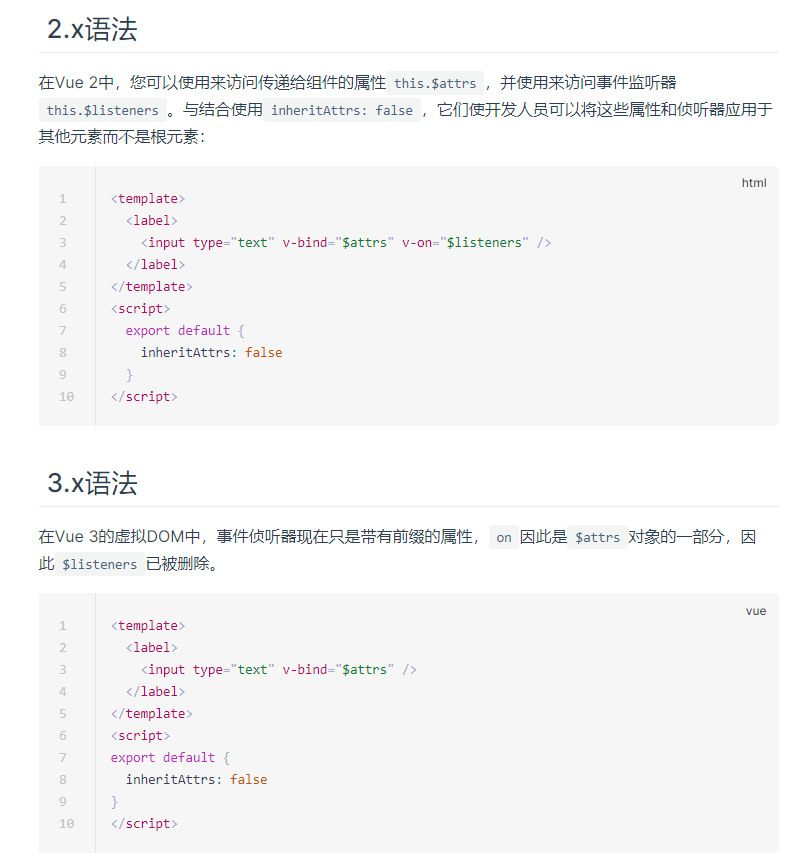 2.x语法
在Vue 2中，您可以使用来访问传递给组件的属性 this.$attrs ，并使用来访问事件监听器
this.$listeners 。与结合使用 inheritAttrs: false ，它们使开发人员可以将这些属性和侦听器应用于
其他元素而不是根元素：
html
1 <template>
2 <label>
3 <input type="text" v-bind="$attrs" v-on="$listeners" />
4 </label>
5 </template>
6 <script>
7 export default {
8 inheritAttrs: false
9 }
10 </script>
3.x语法
在Vue 3的虚拟DOM中，事件侦听器现在只是带有前缀的属性， on 因此是 $attrs 对象的一部分，因
此 $listeners 已被删除。
vue
1 <template>
2 <label>
3 <input type="text" v-bind="$attrs" />
4 </label>
5 </template>
6 <script>
7 export default {
8 inheritAttrs: false
9 }
10 </script>